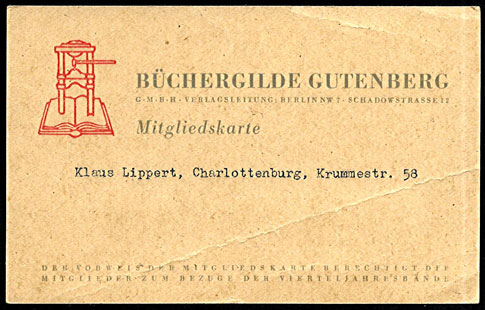 BÜCHERGILDE GUTENBERG
G·M·B·H·VERLAGSLEITUNG: BERLIN NW 7 · SCHADOWSTRASSE 12
Mitgliedskarte
Klaus Lippert, Charlottenburg, Krummestr. 58
DER VORWEIS DER MITGLIEDSKARTE BERECHTIGT DIE
MITGLIEDER ZUM BEZUGE DER VIERTELJAHRESBÄNDE